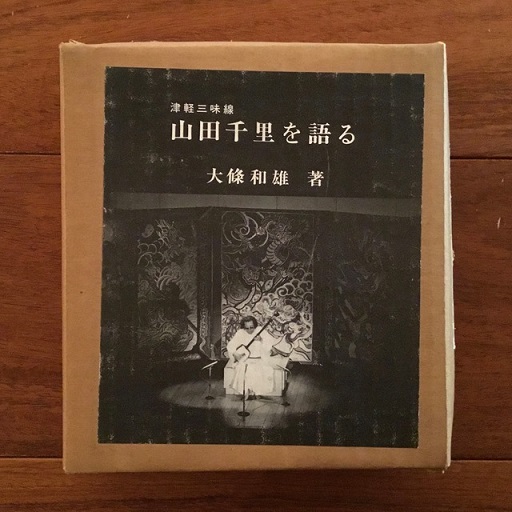 津軽三味線
山田千里を語る
大條和雄 著